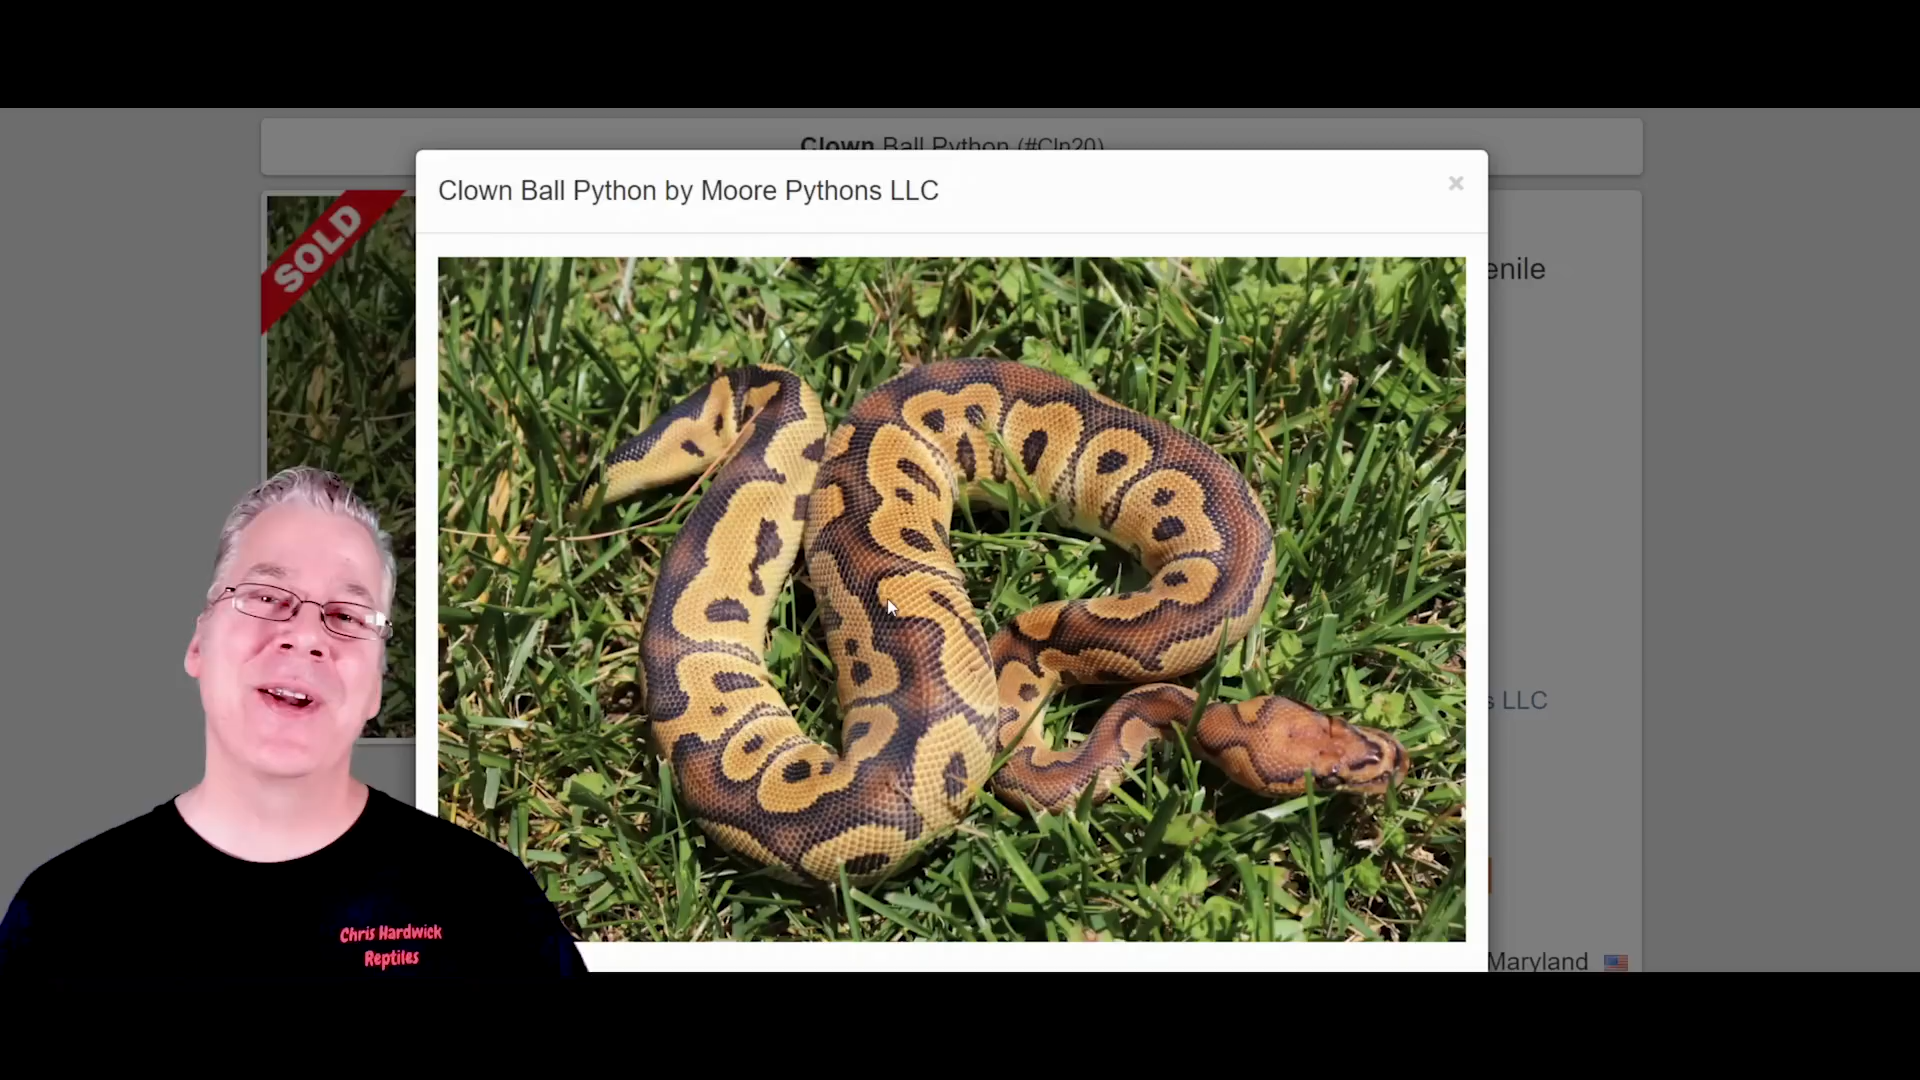 Clown Ball Python (#Cln20)
Clown Ball Python by Moore Pythons LLC
×
SOLD
enile
s LLC
Chris Hardwick
Reptiles
Maryland